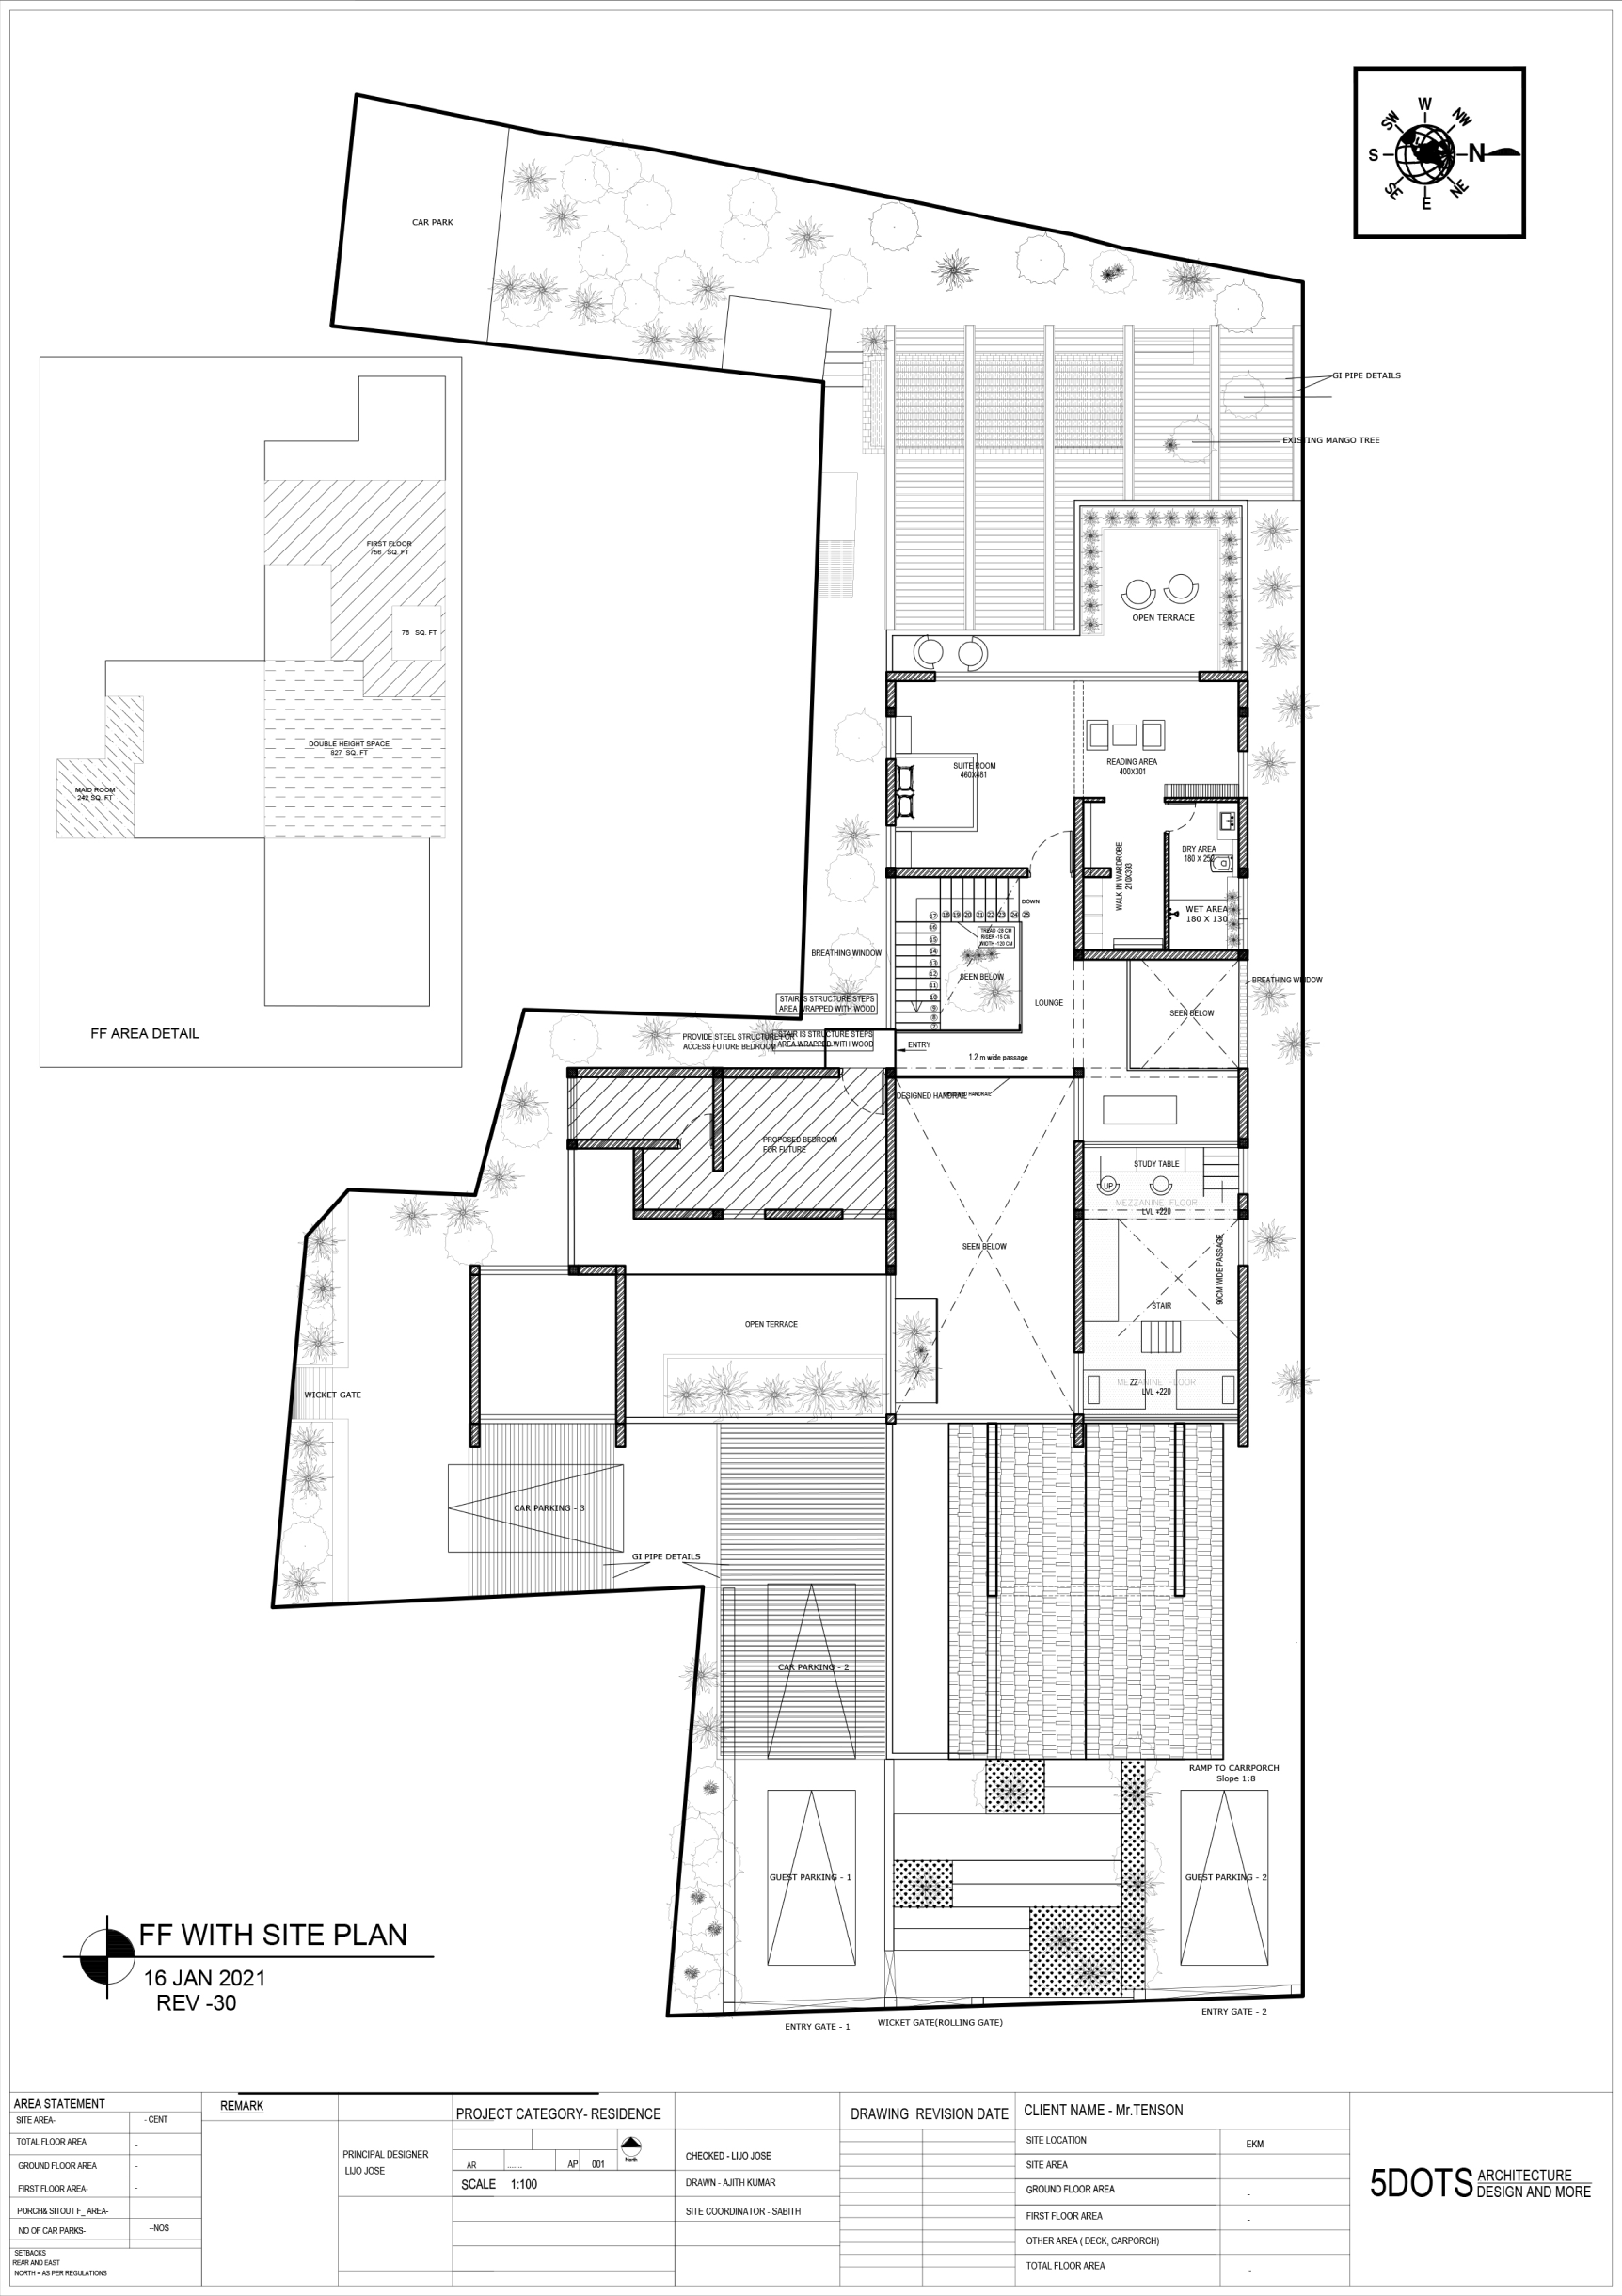 W
SW
NW
S
N
SE
NE
E
CAR PARK
GI PIPE DETAILS
EXISTING MANGO TREE
FIRST FLOOR
756 SQ. FT
76 SQ. FT
DOUBLE HEIGHT SPACE
827 SQ. FT
MAID ROOM
242 SQ. FT
FF AREA DETAIL
OPEN TERRACE
SUITE ROOM
460X481
READING AREA
400X301
WALK IN WARDROBE
210X393
DRY AREA
180 X 252
WET AREA
180 X 130
DOWN
17 18 19 20 21 22 23 24 25
16
15
14
13
12
11
10
9
8
7
TREAD -28 CM
RISER -15 CM
WIDTH -120 CM
SEEN BELOW
BREATHING WINDOW
BREATHING WINDOW
STAIR IS STRUCTURE STEPS
AREA WRAPPED WITH WOOD
LOUNGE
SEEN BELOW
PROVIDE STEEL STRUCTURE FOR
ACCESS FUTURE BEDROOM
STAIR IS STRUCTURE STEPS
AREA WRAPPED WITH WOOD
ENTRY
1.2 m wide passage
DESIGNED HANDRAIL
DESIGNED HANDRAIL
PROPOSED BEDROOM
FOR FUTURE
STUDY TABLE
UP
MEZZANINE FLOOR
LVL +220
SEEN BELOW
90CM WIDE PASSAGE
STAIR
OPEN TERRACE
MEZZANINE FLOOR
ZZ
LVL +220
WICKET GATE
CAR PARKING - 3
GI PIPE DETAILS
CAR PARKING - 2
RAMP TO CARRPORCH
Slope 1:8
GUEST PARKING - 1
GUEST PARKING - 2
ENTRY GATE - 1
WICKET GATE(ROLLING GATE)
ENTRY GATE - 2
FF WITH SITE PLAN
16 JAN 2021
REV -30
AREA STATEMENT
SITE AREA- - CENT
TOTAL FLOOR AREA -
GROUND FLOOR AREA -
FIRST FLOOR AREA- -
PORCH& SITOUT F_ AREA-
NO OF CAR PARKS- –NOS
SETBACKS
REAR AND EAST
NORTH = AS PER REGULATIONS
REMARK
PRINCIPAL DESIGNER
LIJO JOSE
PROJECT CATEGORY- RESIDENCE
AR ....... AP 001
North
SCALE 1:100
CHECKED - LIJO JOSE
DRAWN - AJITH KUMAR
SITE COORDINATOR - SABITH
DRAWING REVISION DATE
CLIENT NAME - Mr.TENSON
SITE LOCATION EKM
SITE AREA
GROUND FLOOR AREA -
FIRST FLOOR AREA -
OTHER AREA ( DECK, CARPORCH)
TOTAL FLOOR AREA -
5DOTS ARCHITECTURE
DESIGN AND MORE